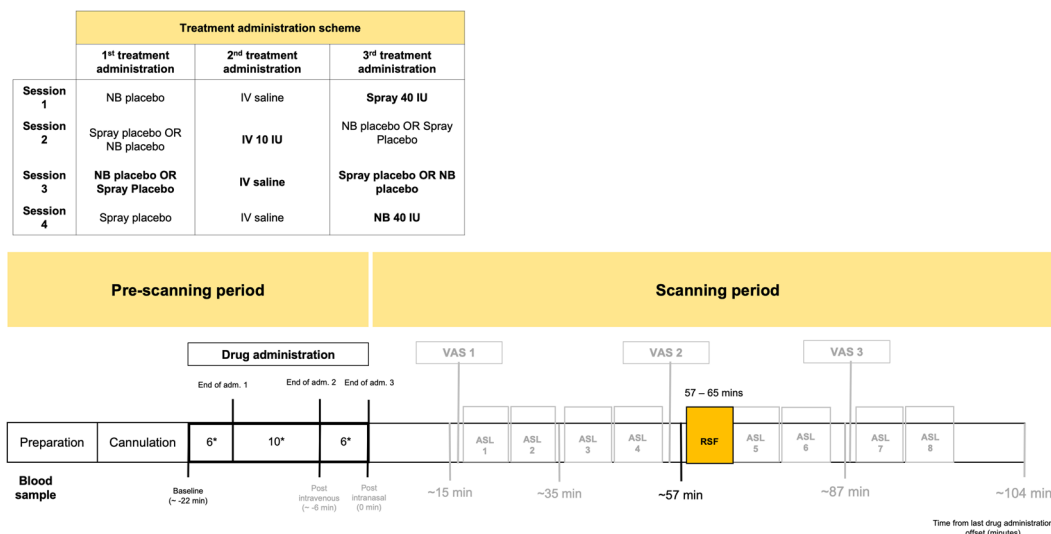 Treatment administration scheme
1st treatment administration
2nd treatment administration
3rd treatment administration
Session 1
NB placebo
IV saline
Spray 40 IU
Session 2
Spray placebo OR NB placebo
IV 10 IU
NB placebo OR Spray Placebo
Session 3
NB placebo OR Spray Placebo
IV saline
Spray placebo OR NB placebo
Session 4
Spray placebo
IV saline
NB 40 IU
Pre-scanning period
Scanning period
Drug administration
VAS 1
VAS 2
VAS 3
End of adm. 1
End of adm. 2
End of adm. 3
57 – 65 mins
Preparation
Cannulation
6*
10*
6*
ASL 1
ASL 2
ASL 3
ASL 4
RSF
ASL 5
ASL 6
ASL 7
ASL 8
Blood sample
Baseline (~ -22 min)
Post intravenous (~ -6 min)
Post intranasal (0 min)
~15 min
~35 min
~57 min
~87 min
~104 min
Time from last drug administration
offset (minutes)